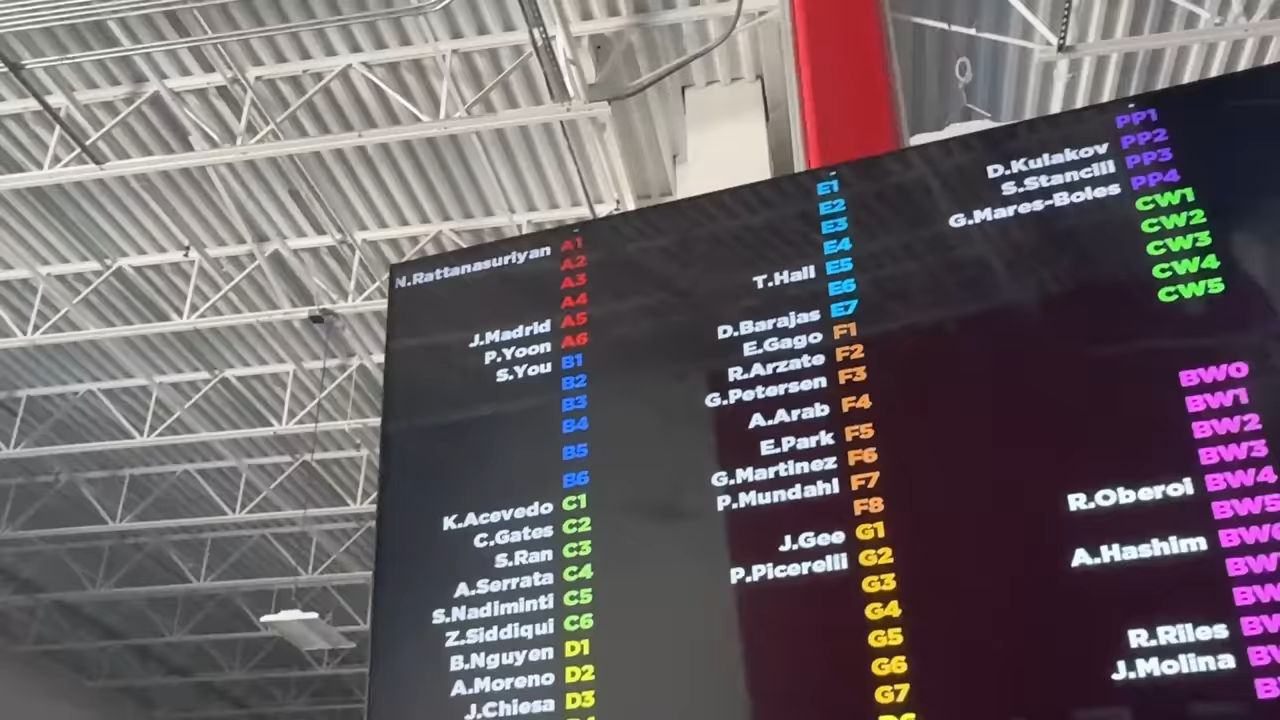 N.Rattanasuriyan A1
A2
A3
A4
J.Madrid A5
P.Yoon A6
S.You B1
B2
B3
B4
B5
B6
K.Acevedo C1
C.Gates C2
S.Ran C3
A.Serrata C4
S.Nadiminti C5
Z.Siddiqui C6
B.Nguyen D1
A.Moreno D2
J.Chiesa D3
E1
E2
E3
E4
T.Hall E5
E6
D.Barajas E7
E.Gago F1
R.Arzate F2
G.Petersen F3
A.Arab F4
E.Park F5
G.Martinez F6
P.Mundahl F7
F8
J.Gee G1
P.Picerelli G2
G3
G4
G5
G6
G7
PP1
D.Kulakov PP2
S.Stancill PP3
G.Mares-Boles PP4
CW1
CW2
CW3
CW4
CW5
BW0
BW1
BW2
BW3
R.Oberoi BW4
BW5
A.Hashim
R.Riles
J.Molina